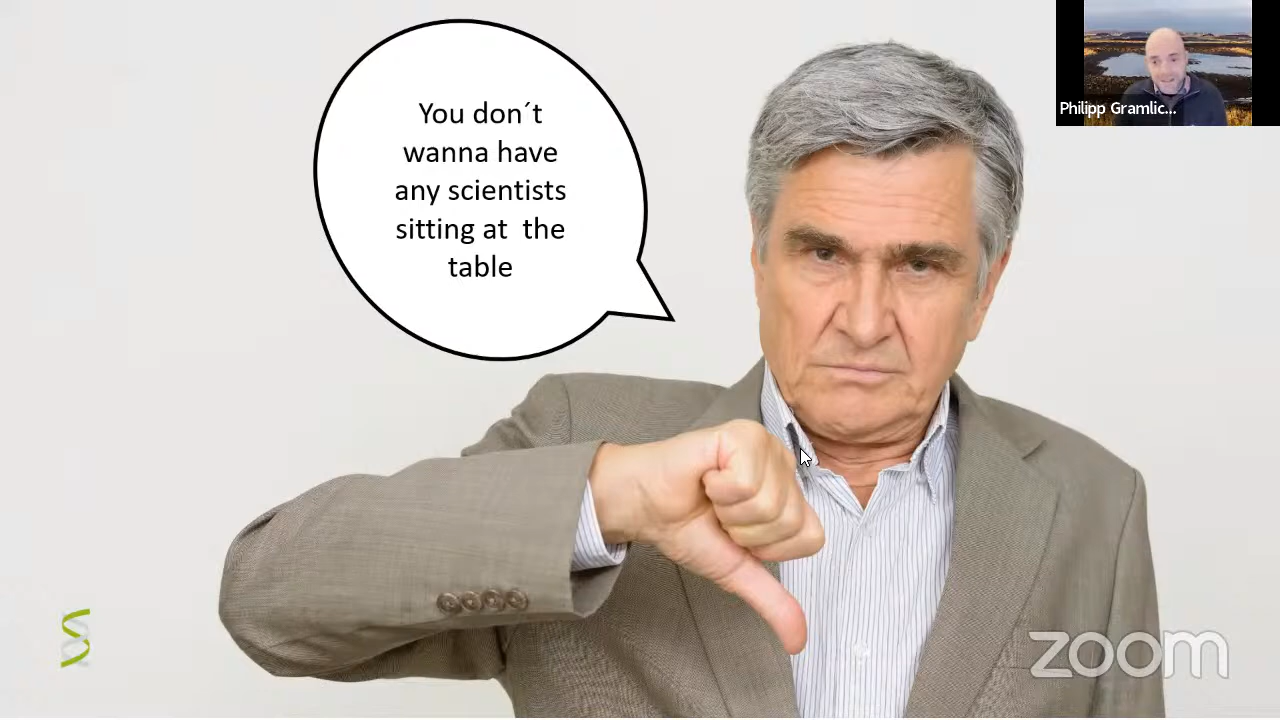 You don´t
wanna have
any scientists
sitting at  the
table
Philipp Gramlic...
zoom